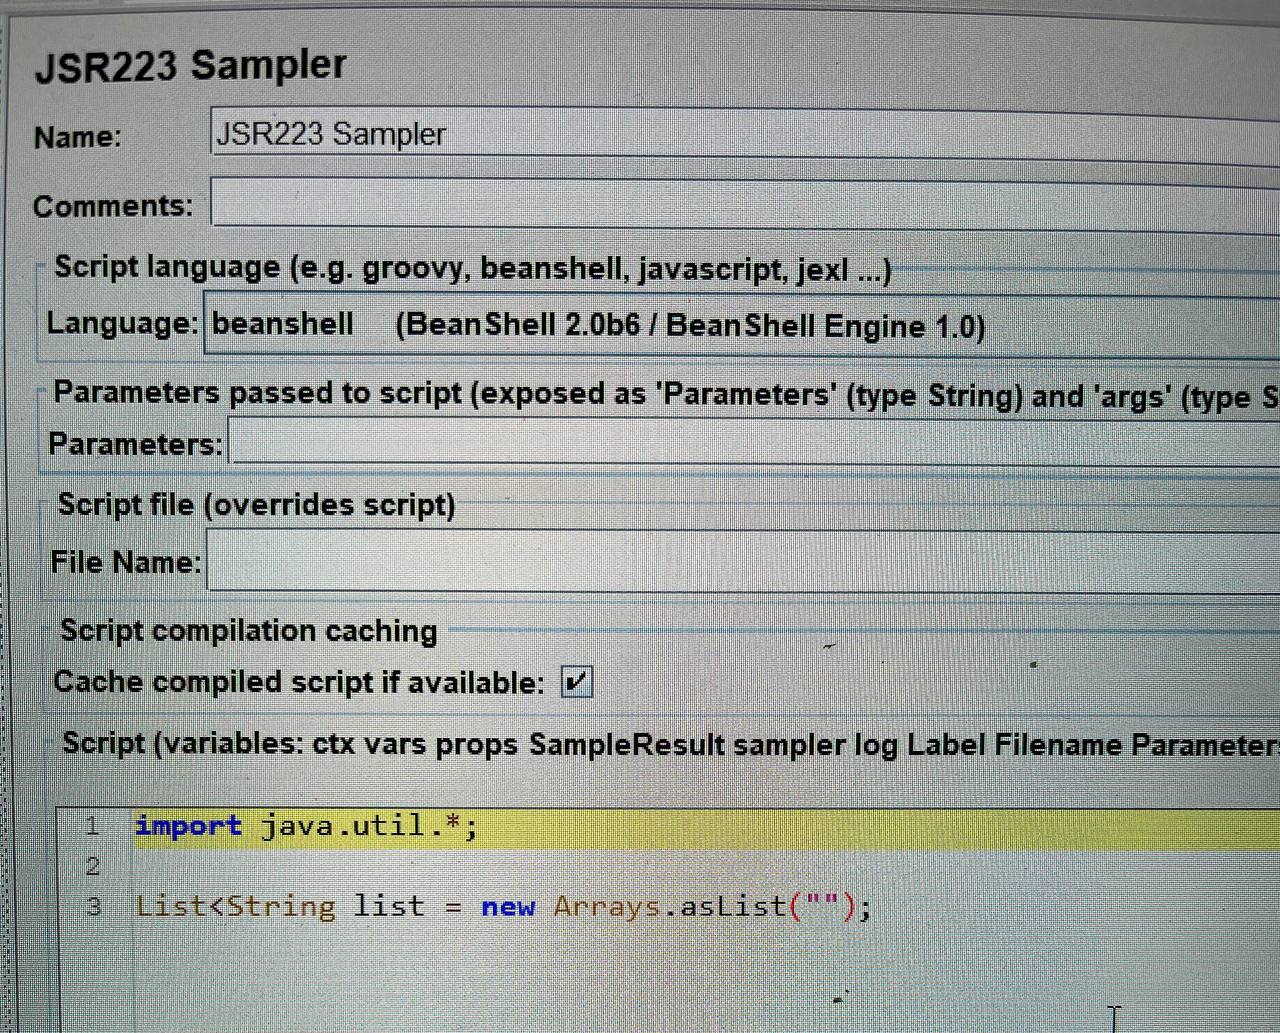 JSR223 Sampler
Name: JSR223 Sampler
Comments:
Script language (e.g. groovy, beanshell, javascript, jexl ...)
Language: beanshell (BeanShell 2.0b6 / BeanShell Engine 1.0)
Parameters passed to script (exposed as 'Parameters' (type String) and 'args' (type S
Parameters:
Script file (overrides script)
File Name:
Script compilation caching
Cache compiled script if available:
Script (variables: ctx vars props SampleResult sampler log Label Filename Parameter
1 import java.util.*;
2
3 List<String list = new Arrays.asList("");